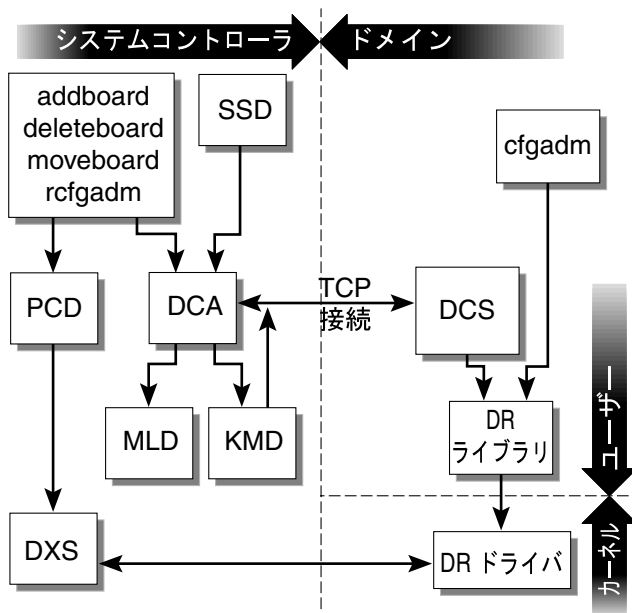 システムコントローラ
ドメイン
addboard
deleteboard
moveboard
rcfgadm
SSD
cfgadm
PCD
DCA
TCP
接続
DCS
MLD
KMD
DR
ライブラリ
ユーザー
DXS
DR ドライバ
カーネル